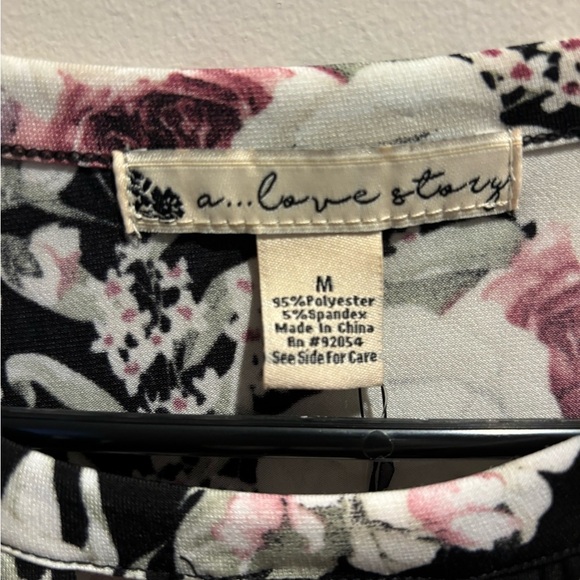 a...love story
M
95%Polyester
5%Spandex
Made In China
Rn #92054
See Side For Care